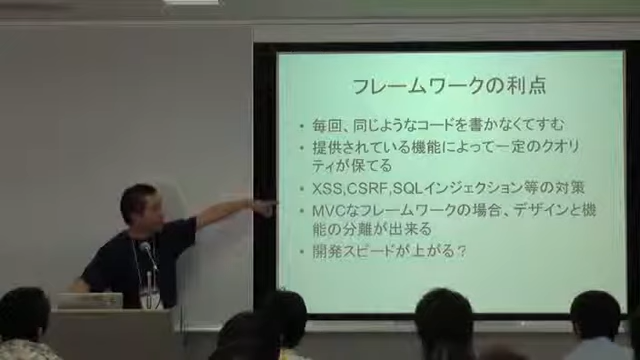 フレームワークの利点
• 毎回、同じようなコードを書かなくてすむ
• 提供されている機能によって一定のクオリ
ティが保てる
• XSS,CSRF,SQLインジェクション等の対策
• MVCなフレームワークの場合、デザインと機
能の分離が出来る
• 開発スピードが上がる？